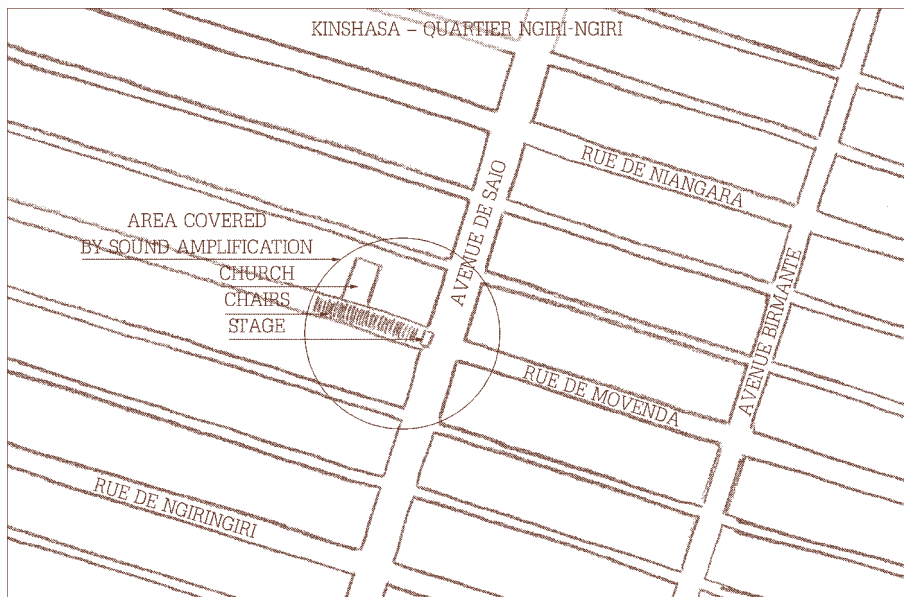 KINSHASA – QUARTIER NGIRI-NGIRI
RUE DE NIANGARA
AVENUE DE SAIO
AREA COVERED
BY SOUND AMPLIFICATION
CHURCH
CHAIRS
STAGE
AVENUE BIRMANTE
RUE DE MOVENDA
RUE DE NGIRINGIRI